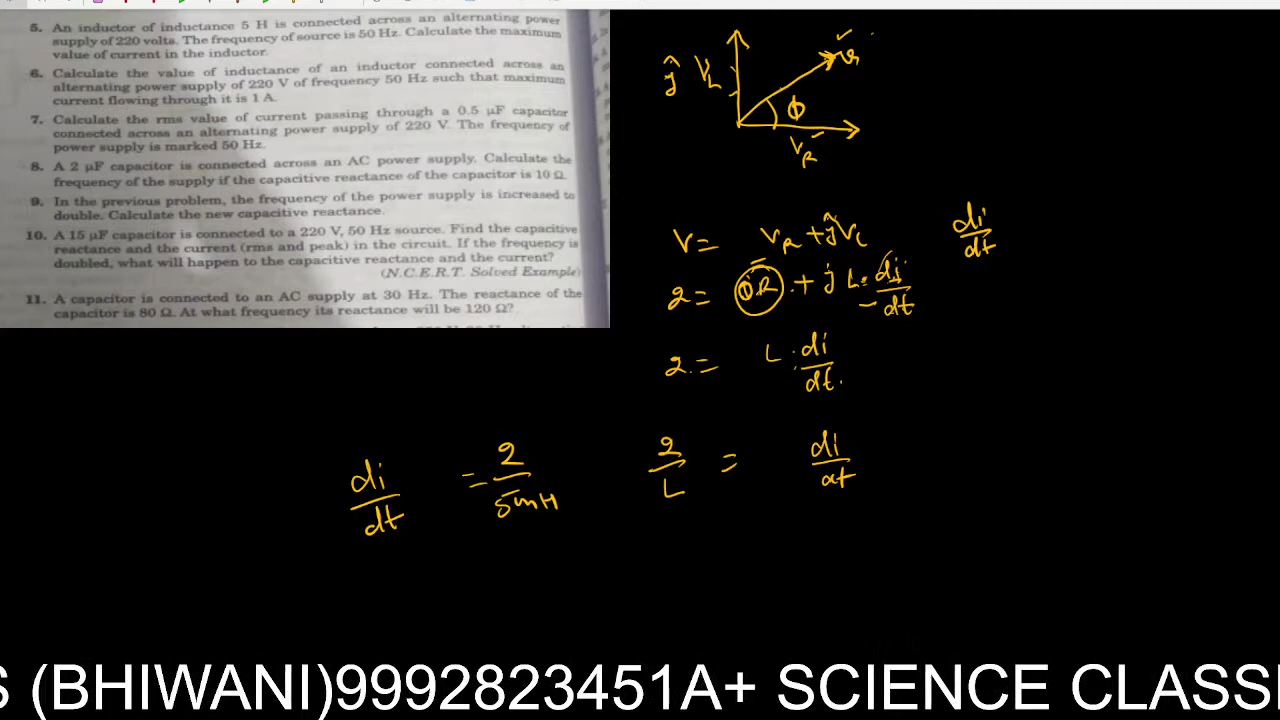 5. An inductor of inductance 5 H is connected across an alternating power
supply of 220 volts. The frequency of source is 50 Hz. Calculate the maximum
value of current in the inductor.
6. Calculate the value of inductance of an inductor connected across an
alternating power supply of 220 V of frequency 50 Hz such that maximum
current flowing through it is 1 A.
7. Calculate the rms value of current passing through a 0.5 μF capacitor
connected across an alternating power supply of 220 V. The frequency of
power supply is marked 50 Hz.
8. A 2 μF capacitor is connected across an AC power supply. Calculate the
frequency of the supply if the capacitive reactance of the capacitor is 10 Ω.
9. In the previous problem, the frequency of the power supply is increased to
double. Calculate the new capacitive reactance.
10. A 15 μF capacitor is connected to a 220 V, 50 Hz source. Find the capacitive
reactance and the current (rms and peak) in the circuit. If the frequency is
doubled, what will happen to the capacitive reactance and the current?
(N.C.E.R.T. Solved Example)
11. A capacitor is connected to an AC supply at 30 Hz. The reactance of the
capacitor is 80 Ω. At what frequency its reactance will be 120 Ω?
ĵ V_L
ϕ
V_R
V = V_R + ĵV_L
di/dt
2 = 0R + j L·di/dt
2 = L·di/dt
2/L = di/dt
di/dt = 2/5mH
S (BHIWANI)9992823451A+ SCIENCE CLASS